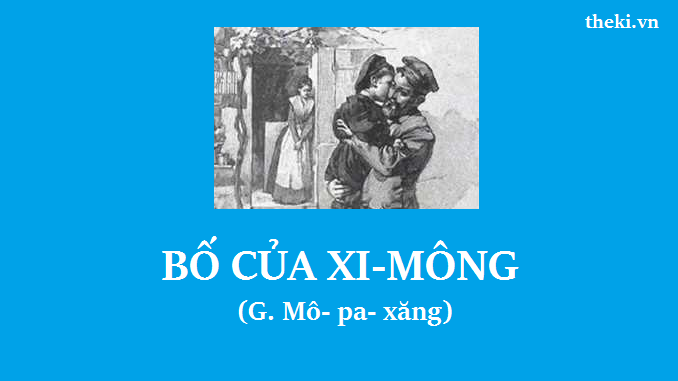 theki.vn
BỐ CỦA XI-MÔNG
(G. Mô- pa- xăng)